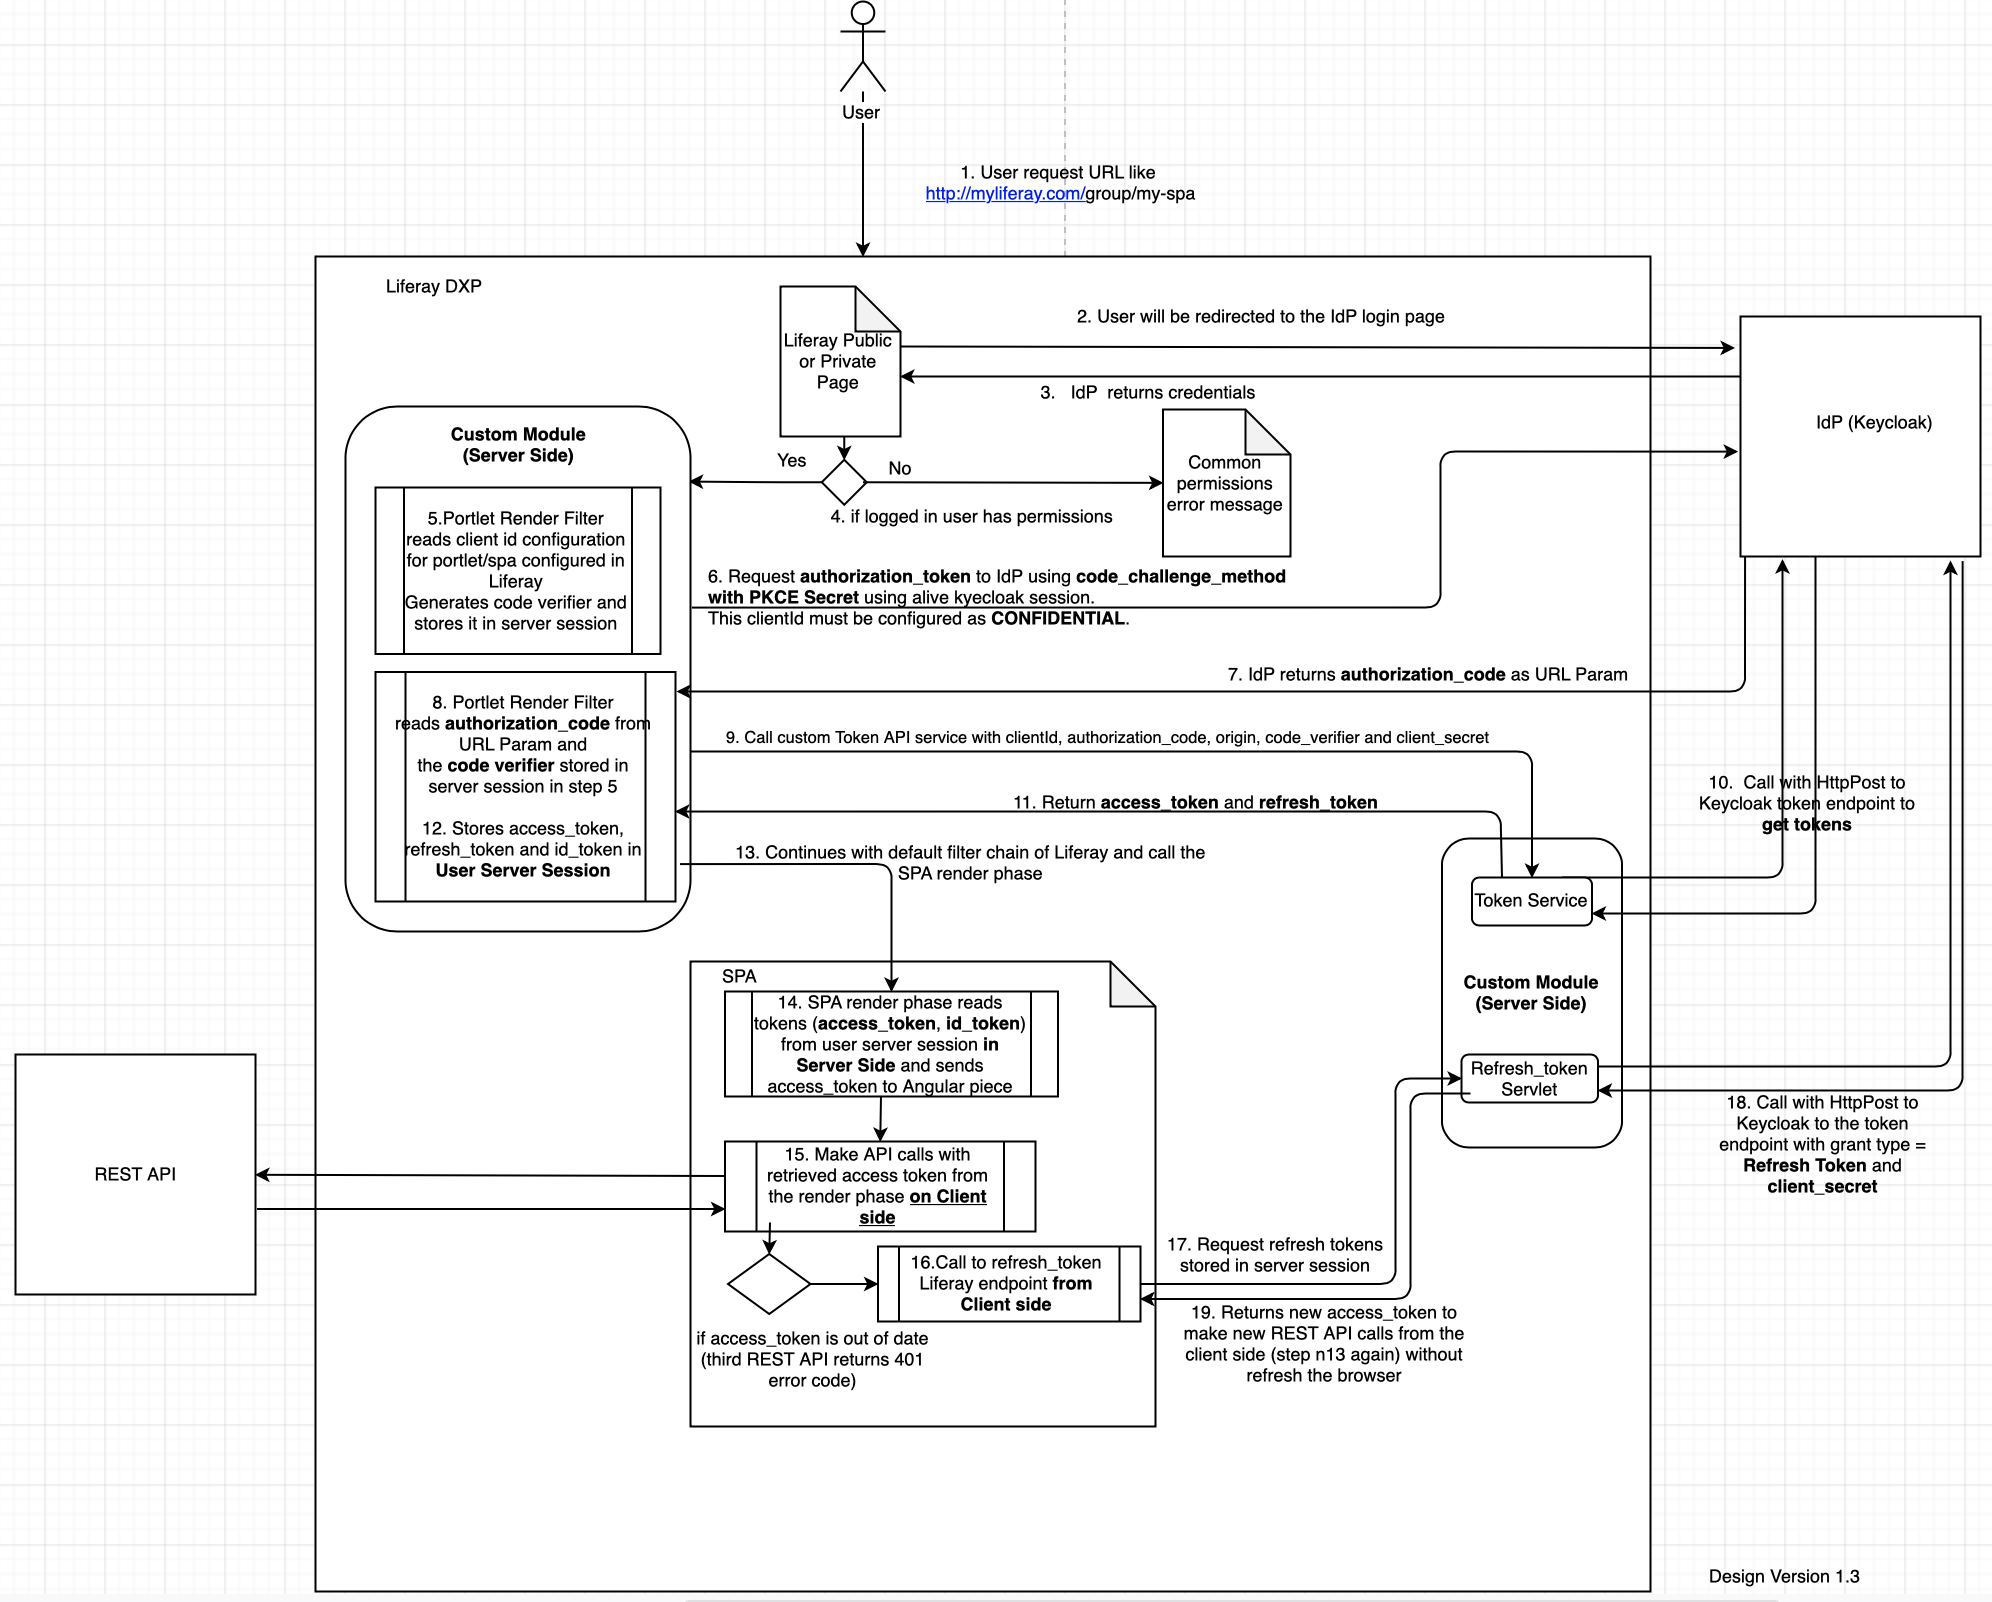 User
1. User request URL like
http://myliferay.com/group/my-spa
Liferay DXP
Liferay Public
or Private
Page
2. User will be redirected to the IdP login page
3. IdP returns credentials
IdP (Keycloak)
Custom Module
(Server Side)
Yes
No
4. if logged in user has permissions
Common
permissions
error message
5.Portlet Render Filter
reads client id configuration
for portlet/spa configured in
Liferay
Generates code verifier and
stores it in server session
6. Request authorization_token to IdP using code_challenge_method
with PKCE Secret using alive kyecloak session.
This clientId must be configured as CONFIDENTIAL.
7. IdP returns authorization_code as URL Param
8. Portlet Render Filter
reads authorization_code from
URL Param and
the code verifier stored in
server session in step 5
9. Call custom Token API service with clientId, authorization_code, origin, code_verifier and client_secret
10. Call with HttpPost to
Keycloak token endpoint to
get tokens
11. Return access_token and refresh_token
12. Stores access_token,
refresh_token and id_token in
User Server Session
13. Continues with default filter chain of Liferay and call the
SPA render phase
Token Service
Custom Module
(Server Side)
Refresh_token
Servlet
SPA
14. SPA render phase reads
tokens (access_token, id_token)
from user server session in
Server Side and sends
access_token to Angular piece
REST API
15. Make API calls with
retrieved access token from
the render phase on Client
side
16.Call to refresh_token
Liferay endpoint from
Client side
if access_token is out of date
(third REST API returns 401
error code)
17. Request refresh tokens
stored in server session
18. Call with HttpPost to
Keycloak to the token
endpoint with grant type =
Refresh Token and
client_secret
19. Returns new access_token to
make new REST API calls from the
client side (step n13 again) without
refresh the browser
Design Version 1.3